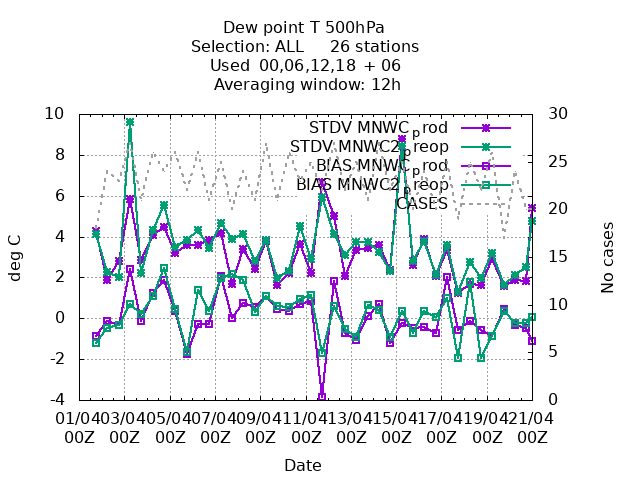 Dew point T 500hPa
Selection: ALL 26 stations
Used 00,06,12,18 + 06
Averaging window: 12h
10 30
STDV MNWC_prod
STDV MNWC2_preop
8 25
BIAS MNWC_prod
BIAS MNWC2_preop
6 20
CASES
4 15
deg C
No cases
2
0 10
-2 5
-4 0
01/04 03/04 05/04 07/04 09/04 11/04 13/04 15/04 17/04 19/04 21/04
00Z 00Z 00Z 00Z 00Z 00Z 00Z 00Z 00Z 00Z 00Z
Date